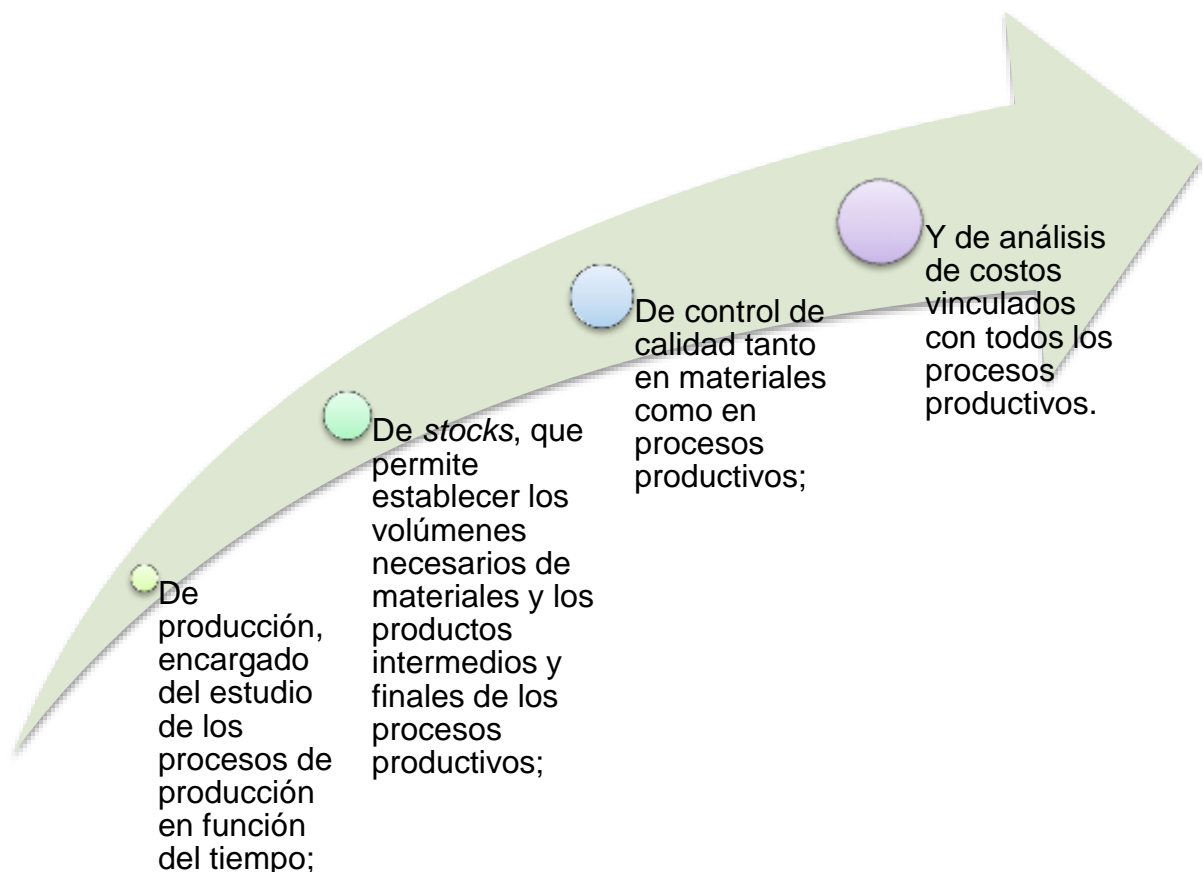 De
producción,
encargado
del estudio
de los
procesos de
producción
en función
del tiempo;
De stocks, que
permite
establecer los
volúmenes
necesarios de
materiales y los
productos
intermedios y
finales de los
procesos
productivos;
De control de
calidad tanto
en materiales
como en
procesos
productivos;
Y de análisis
de costos
vinculados
con todos los
procesos
productivos.